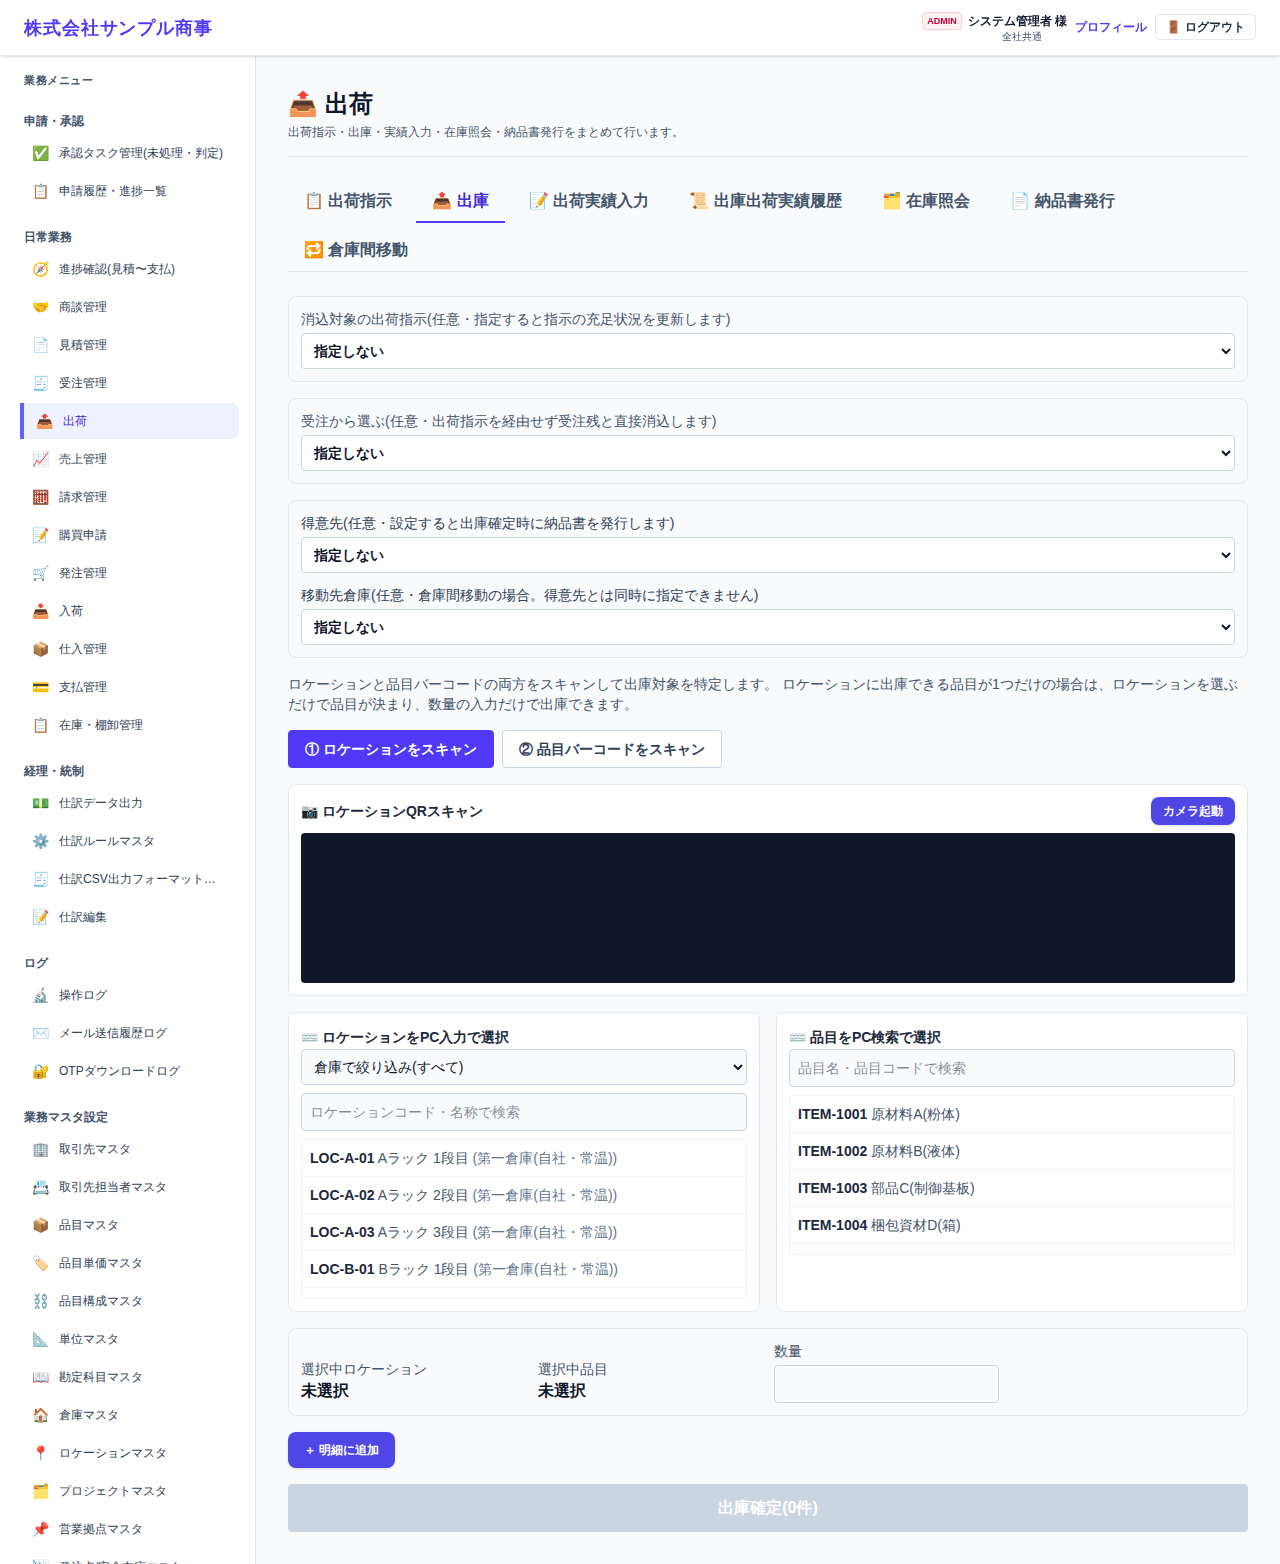 株式会社サンプル商事
ADMIN システム管理者 様
全社共通
プロフィール
ログアウト
業務メニュー
申請・承認
承認タスク管理(未処理・判定)
申請履歴・進捗一覧
日常業務
進捗確認(見積〜支払)
商談管理
見積管理
受注管理
出荷
売上管理
請求管理
購買申請
発注管理
入荷
仕入管理
支払管理
在庫・棚卸管理
経理・統制
仕訳データ出力
仕訳ルールマスタ
仕訳CSV出力フォーマット…
仕訳編集
ログ
操作ログ
メール送信履歴ログ
OTPダウンロードログ
業務マスタ設定
取引先マスタ
取引先担当者マスタ
品目マスタ
品目単価マスタ
品目構成マスタ
単位マスタ
勘定科目マスタ
倉庫マスタ
ロケーションマスタ
プロジェクトマスタ
営業拠点マスタ
出荷
出荷指示・出庫・実績入力・在庫照会・納品書発行をまとめて行います。
出荷指示
出庫
出荷実績入力
出庫出荷実績履歴
在庫照会
納品書発行
倉庫間移動
消込対象の出荷指示(任意・指定すると指示の充足状況を更新します)
指定しない
受注から選ぶ(任意・出荷指示を経由せず受注残と直接消込します)
指定しない
得意先(任意・設定すると出庫確定時に納品書を発行します)
指定しない
移動先倉庫(任意・倉庫間移動の場合。得意先とは同時に指定できません)
指定しない
ロケーションと品目バーコードの両方をスキャンして出庫対象を特定します。 ロケーションに出庫できる品目が1つだけの場合は、ロケーションを選ぶ
だけで品目が決まり、数量の入力だけで出庫できます。
① ロケーションをスキャン
② 品目バーコードをスキャン
ロケーションQRスキャン
カメラ起動
ロケーションをPC入力で選択
倉庫で絞り込み(すべて)
ロケーションコード・名称で検索
LOC-A-01 Aラック 1段目 (第一倉庫(自社・常温))
LOC-A-02 Aラック 2段目 (第一倉庫(自社・常温))
LOC-A-03 Aラック 3段目 (第一倉庫(自社・常温))
LOC-B-01 Bラック 1段目 (第一倉庫(自社・常温))
品目をPC検索で選択
品目名・品目コードで検索
ITEM-1001 原材料A(粉体)
ITEM-1002 原材料B(液体)
ITEM-1003 部品C(制御基板)
ITEM-1004 梱包資材D(箱)
選択中ロケーション
未選択
選択中品目
未選択
数量
＋ 明細に追加
出庫確定(0件)